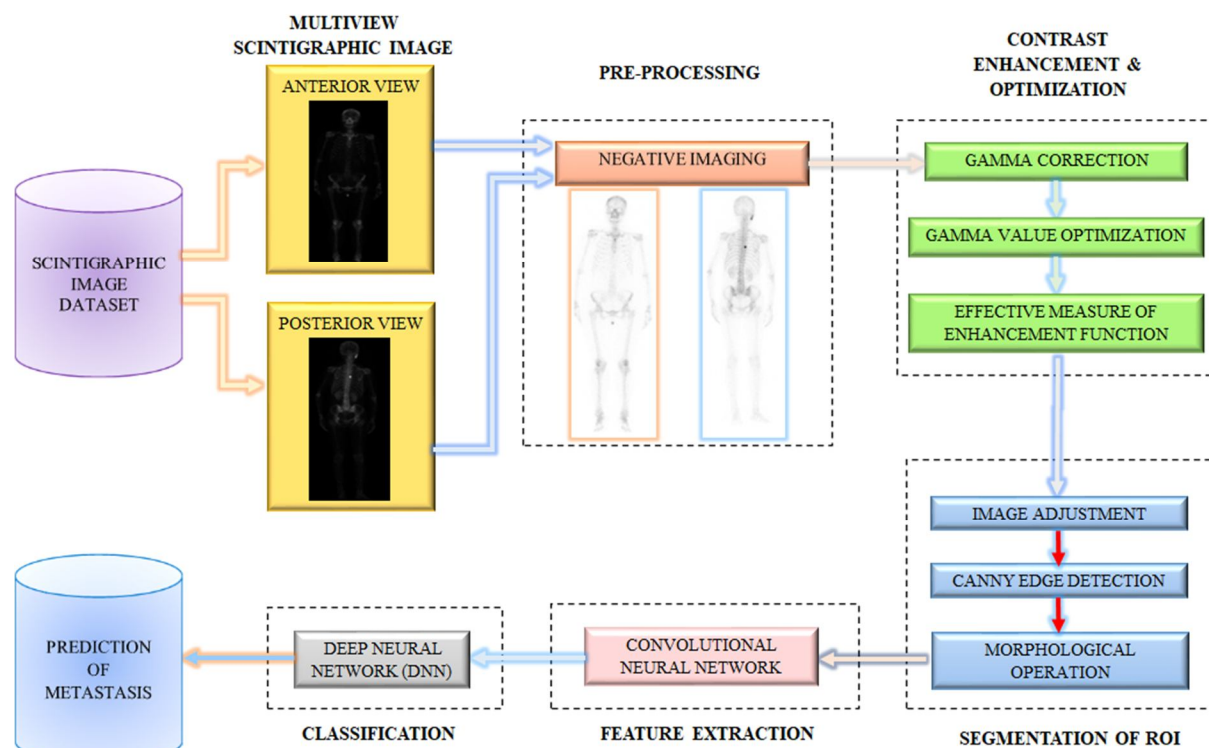 MULTIVIEW
SCINTIGRAPHIC IMAGE
ANTERIOR VIEW
POSTERIOR VIEW
SCINTIGRAPHIC
IMAGE
DATASET
PRE-PROCESSING
NEGATIVE IMAGING
CONTRAST
ENHANCEMENT &
OPTIMIZATION
GAMMA CORRECTION
GAMMA VALUE OPTIMIZATION
EFFECTIVE MEASURE OF
ENHANCEMENT FUNCTION
IMAGE ADJUSTMENT
CANNY EDGE DETECTION
MORPHOLOGICAL
OPERATION
SEGMENTATION OF ROI
CONVOLUTIONAL
NEURAL NETWORK
FEATURE EXTRACTION
DEEP NEURAL
NETWORK (DNN)
CLASSIFICATION
PREDICTION
OF
METASTASIS